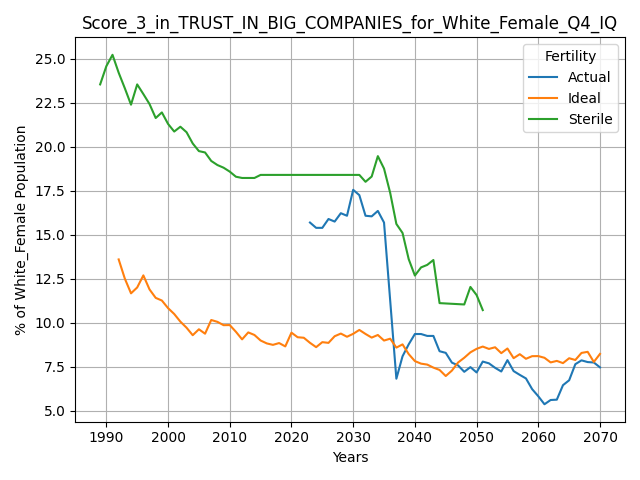 Score_3_in_TRUST_IN_BIG_COMPANIES_for_White_Female_Q4_IQ
Fertility
Actual
Ideal
Sterile
% of White_Female Population
25.0
22.5
20.0
17.5
15.0
12.5
10.0
7.5
5.0
1990 2000 2010 2020 2030 2040 2050 2060 2070
Years